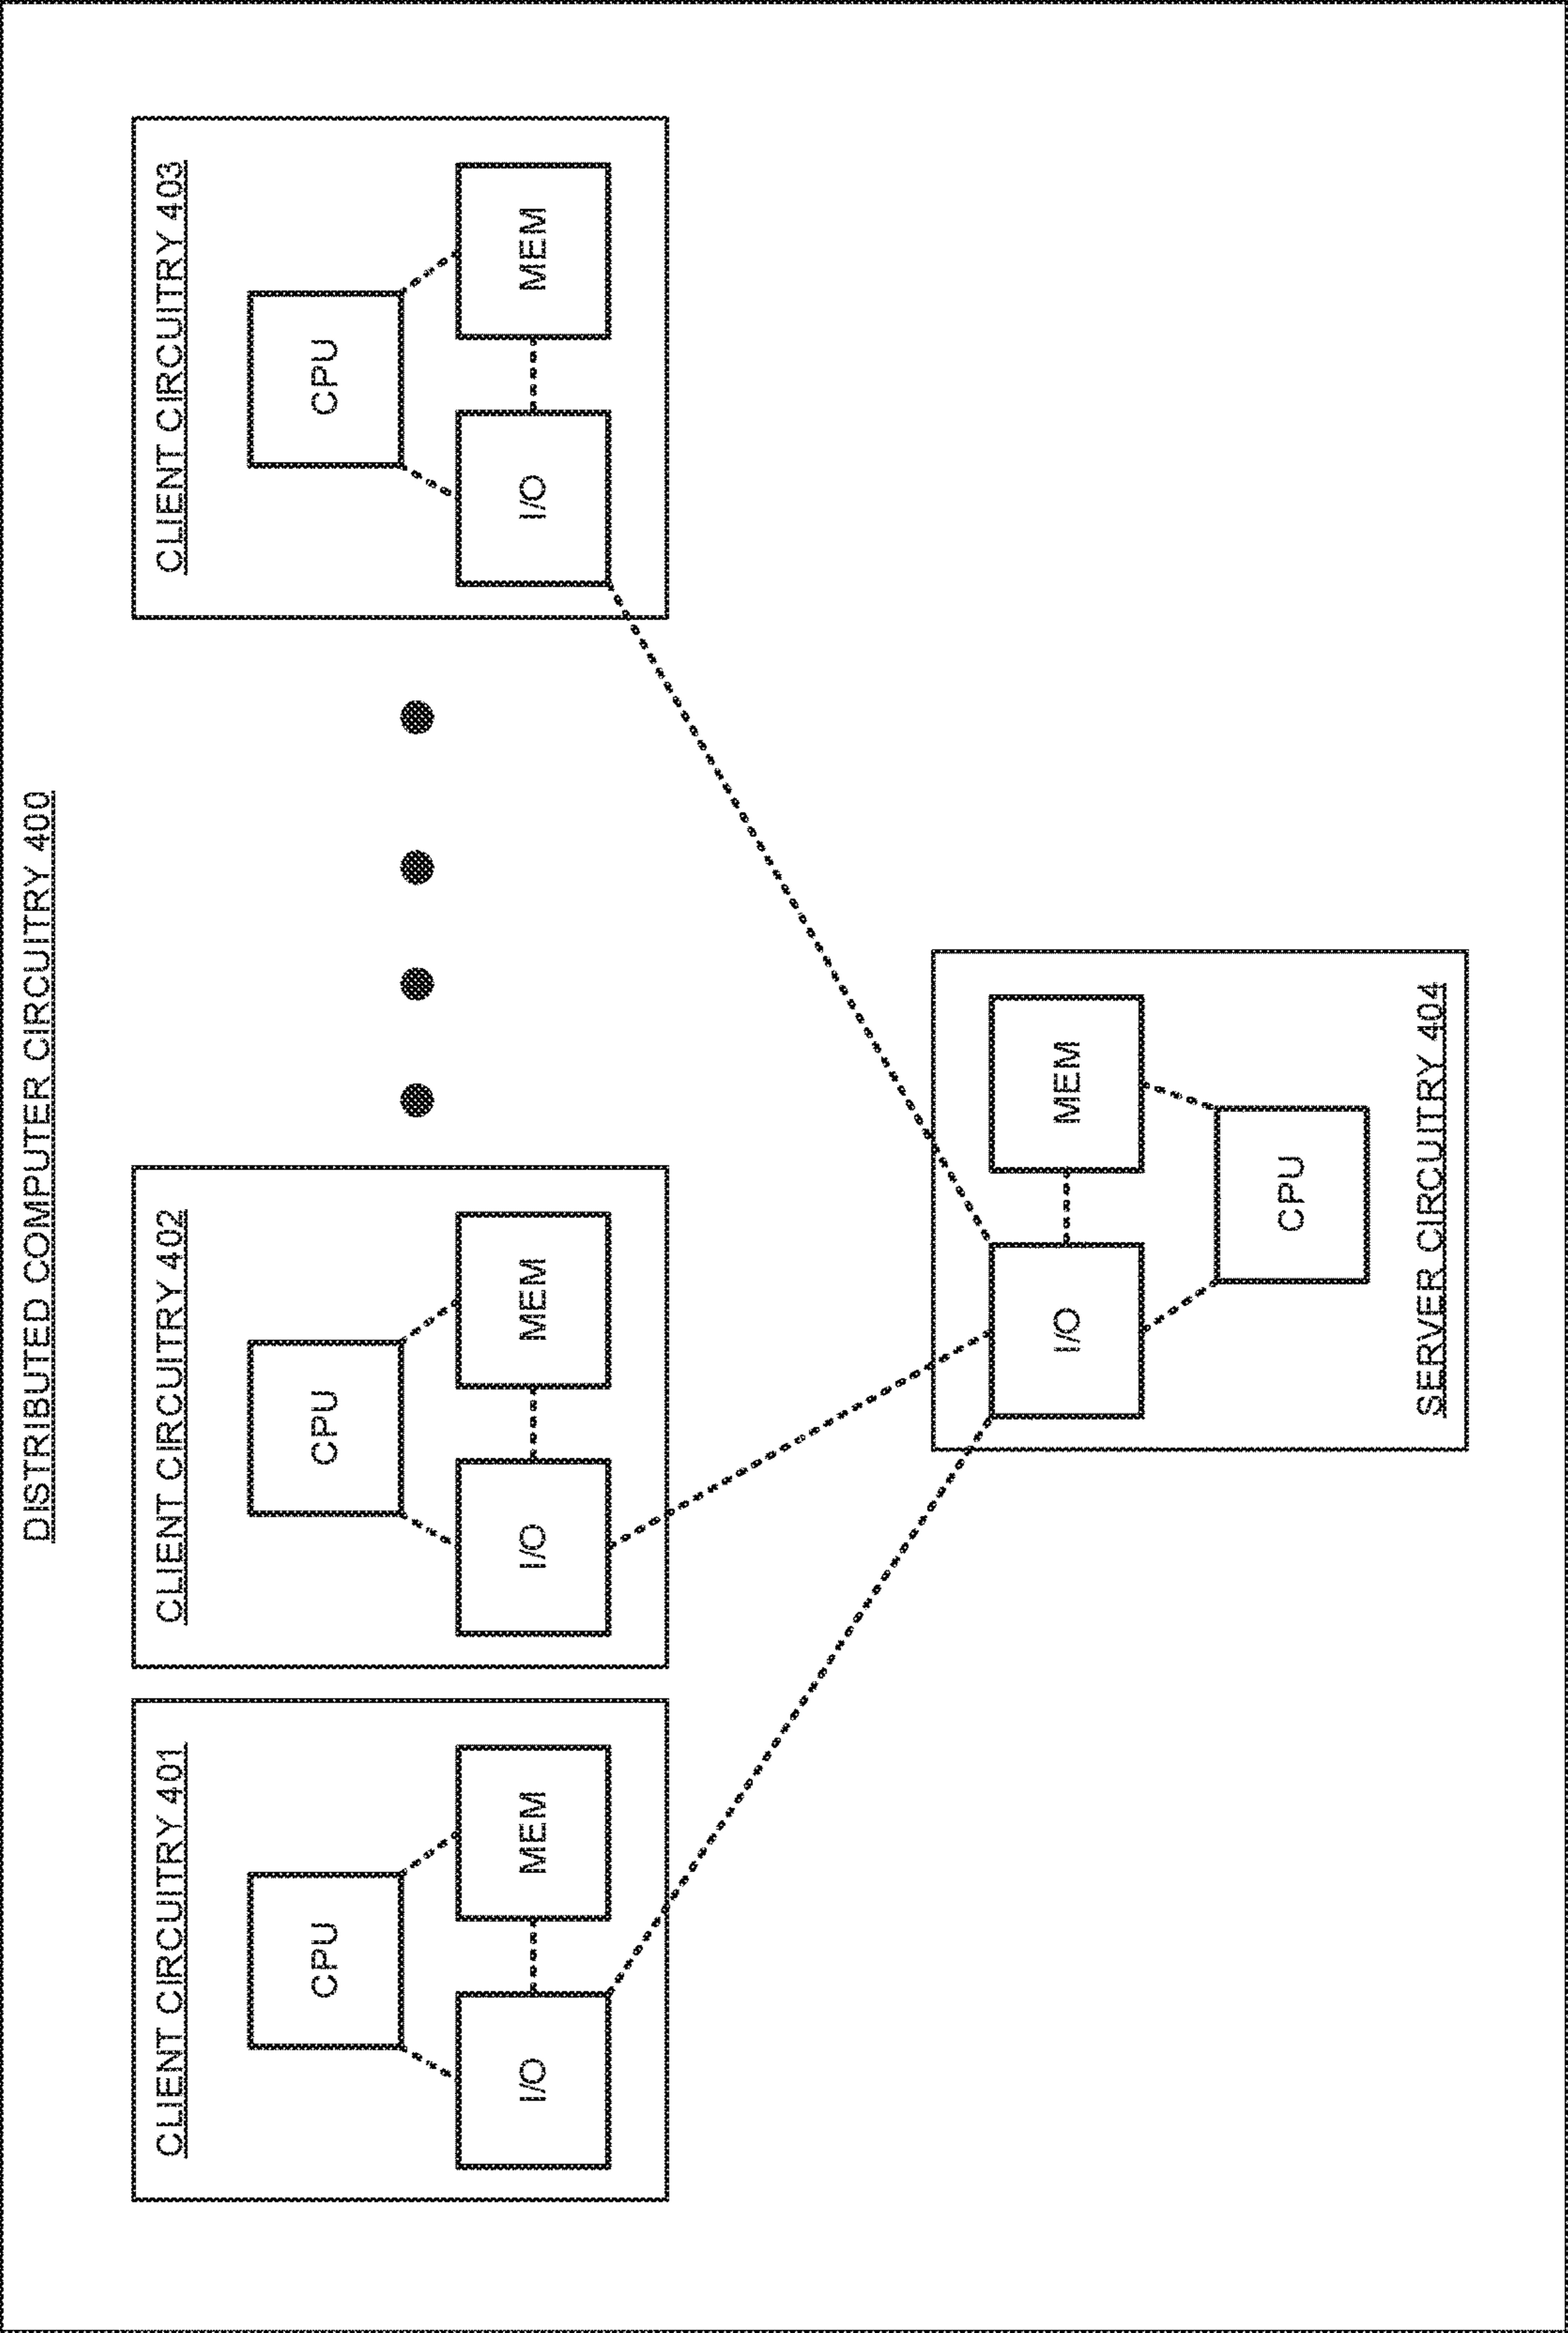 DISTRIBUTED COMPUTER CIRCUITRY 400
CLIENT CIRCUITRY 401
CPU
I/O
MEM
CLIENT CIRCUITRY 402
CPU
I/O
MEM
CLIENT CIRCUITRY 403
CPU
I/O
MEM
I/O
MEM
CPU
SERVER CIRCUITRY 404